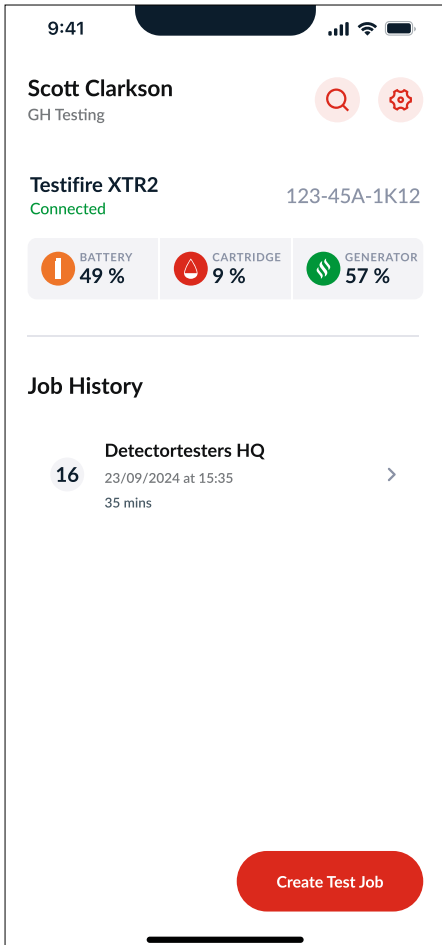 9:41
Scott Clarkson
GH Testing
Testifire XTR2
123-45A-1K12
Connected
BATTERY
49 %
CARTRIDGE
9 %
GENERATOR
57 %
Job History
Detectortesters HQ
16
23/09/2024 at 15:35
35 mins
Create Test Job